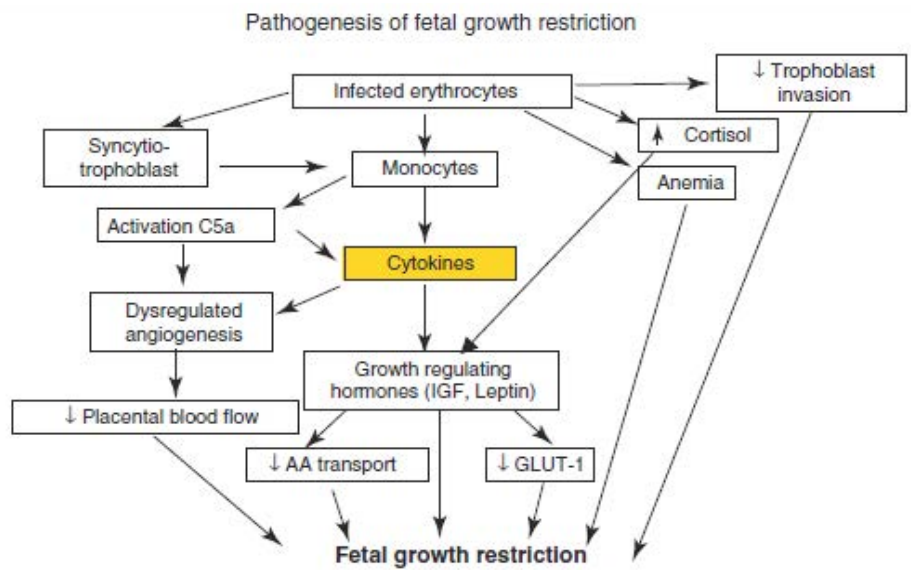 Pathogenesis of fetal growth restriction
↓ Trophoblast
invasion
Infected erythrocytes
Cortisol
Syncytio-
trophoblast
Monocytes
Anemia
Activation C5a
Cytokines
Dysregulated
angiogenesis
Growth regulating
hormones (IGF, Leptin)
↓ Placental blood flow
↓ AA transport
↓ GLUT-1
Fetal growth restriction